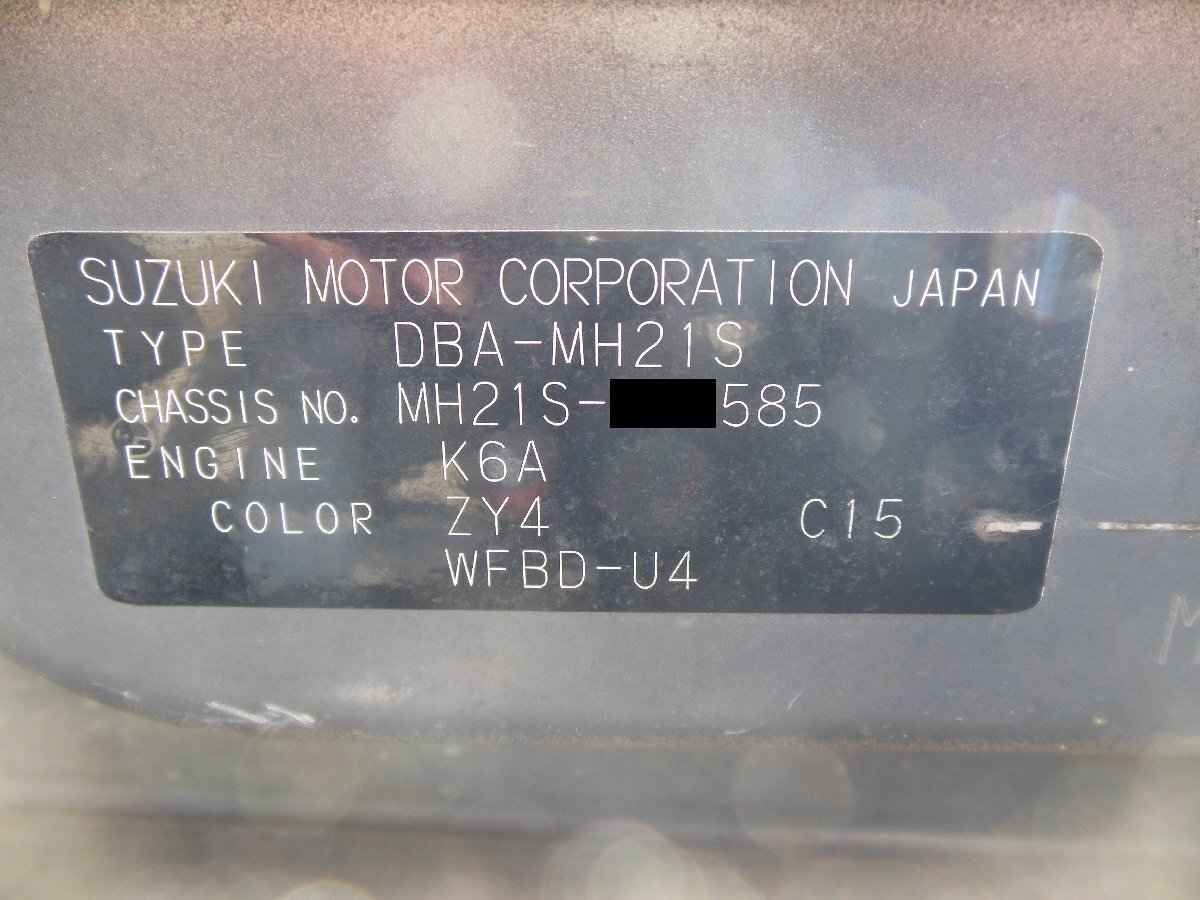 SUZUKI MOTOR CORPORATION JAPAN
TYPE DBA-MH21S
CHASSIS NO. MH21S-585
ENGINE K6A
COLOR ZY4 C15
WFBD-U4